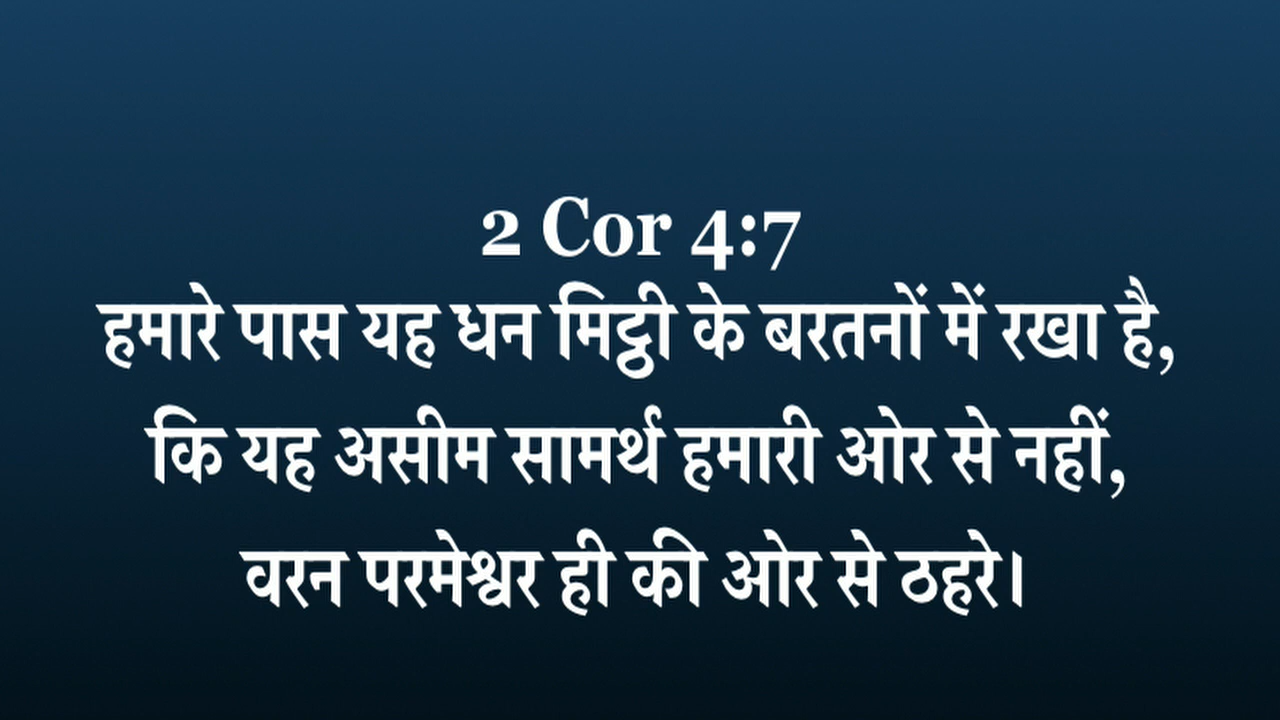 2 Cor 4:7
हमारे पास यह धन मिट्ठी के बरतनों में रखा है,
कि यह असीम सामर्थ हमारी ओर से नहीं,
वरन परमेश्वर ही की ओर से ठहरे।